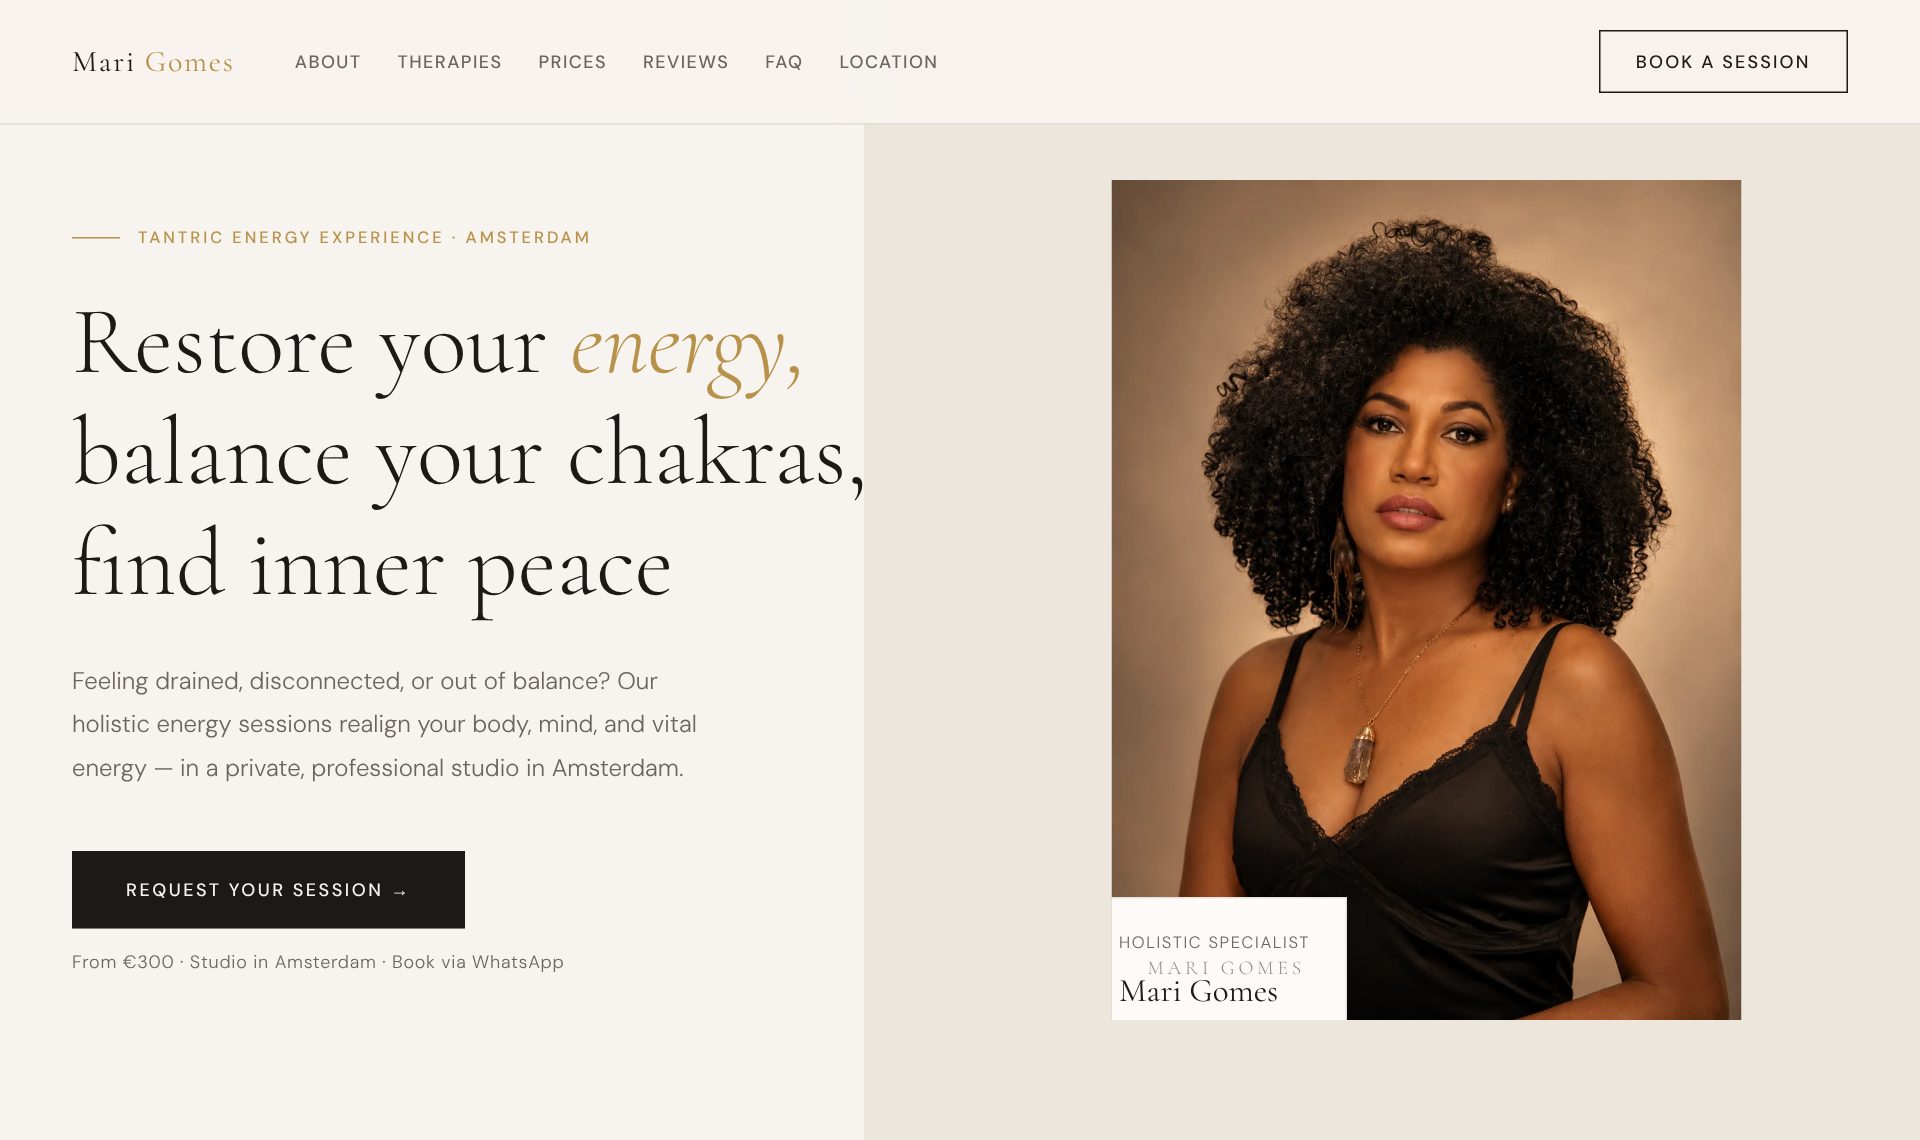 Mari Gomes
ABOUT
THERAPIES
PRICES
REVIEWS
FAQ
LOCATION
BOOK A SESSION
TANTRIC ENERGY EXPERIENCE · AMSTERDAM
Restore your energy,
balance your chakras,
find inner peace
Feeling drained, disconnected, or out of balance? Our
holistic energy sessions realign your body, mind, and vital
energy — in a private, professional studio in Amsterdam.
REQUEST YOUR SESSION →
From €300 · Studio in Amsterdam · Book via WhatsApp
HOLISTIC SPECIALIST
MARI GOMES
Mari Gomes